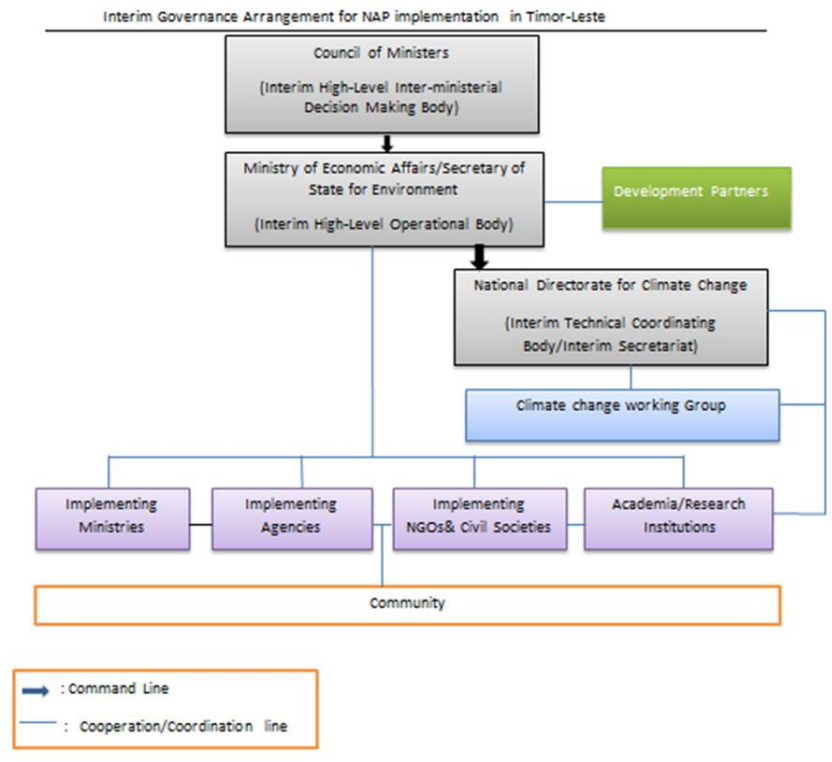 Interim Governance Arrangement for NAP implementation in Timor-Leste
Council of Ministers
(Interim High-Level Inter-ministerial
Decision Making Body)
Ministry of Economic Affairs/Secretary of
State for Environment
(Interim High-Level Operational Body)
Development Partners
National Directorate for Climate Change
(Interim Technical Coordinating
Body/Interim Secretariat)
Climate change working Group
Implementing
Ministries
Implementing
Agencies
Implementing
NGOs& Civil Societies
Academia/Research
Institutions
Community
: Command Line
: Cooperation/Coordination line